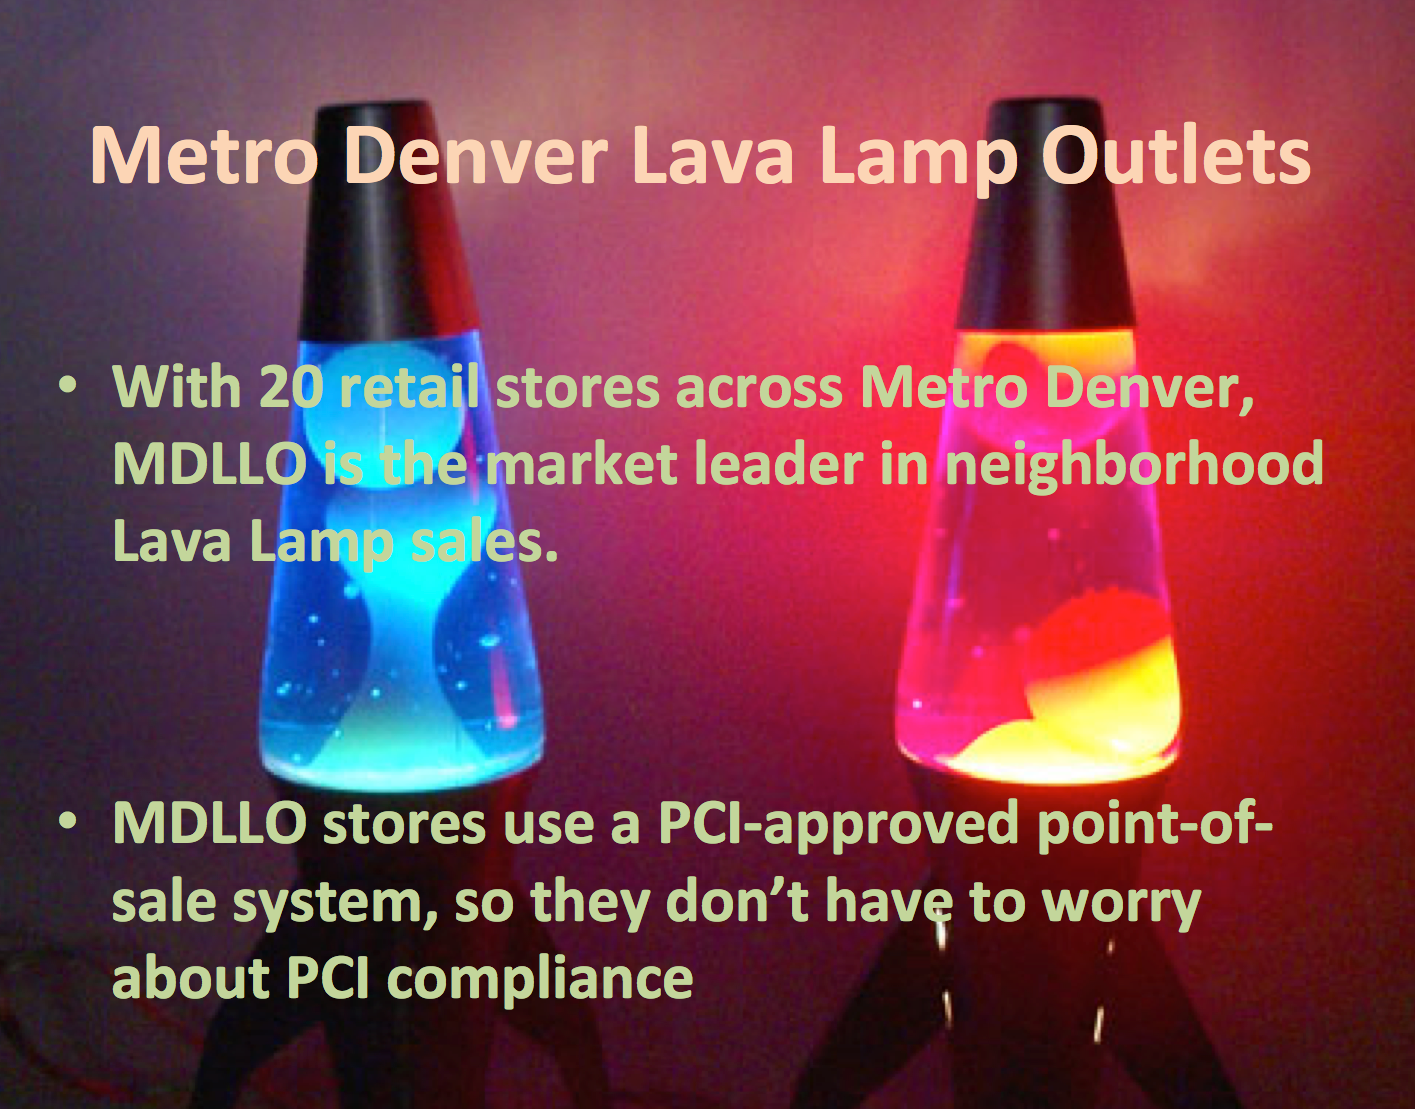 Metro Denver Lava Lamp Outlets
• With 20 retail stores across Metro Denver,
MDLLO is the market leader in neighborhood
Lava Lamp sales.
• MDLLO stores use a PCI-approved point-of-
sale system, so they don’t have to worry
about PCI compliance